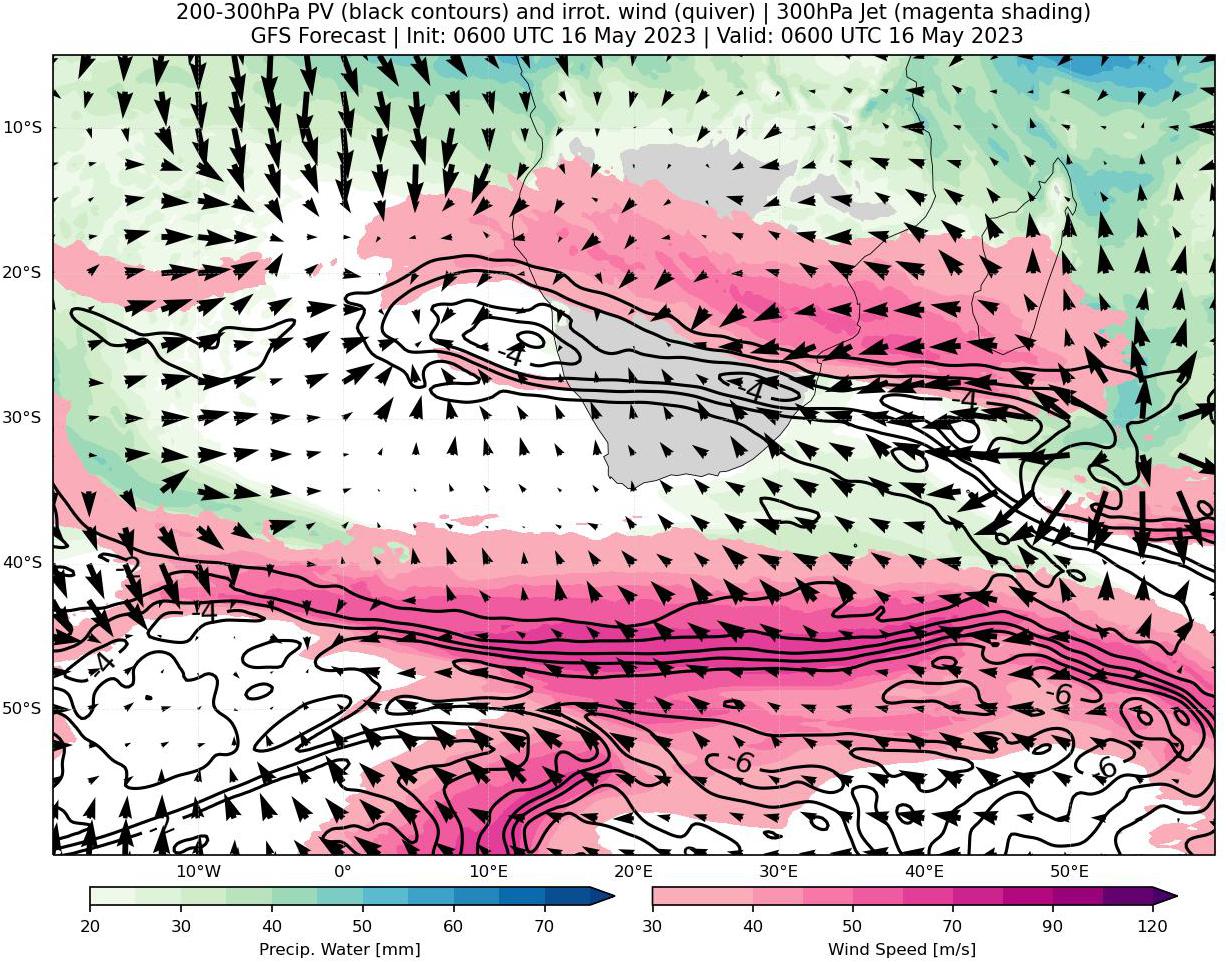 200-300hPa PV (black contours) and irrot. wind (quiver) | 300hPa Jet (magenta shading)
GFS Forecast | Init: 0600 UTC 16 May 2023 | Valid: 0600 UTC 16 May 2023
10°S
20°S
-4
-4
-4
30°S
40°S
-2
-4
-4
-6
50°S
-6
-6
10°W 0° 10°E 20°E 30°E 40°E 50°E
20 30 40 50 60 70
30 40 50 70 90 120
Precip. Water [mm]
Wind Speed [m/s]